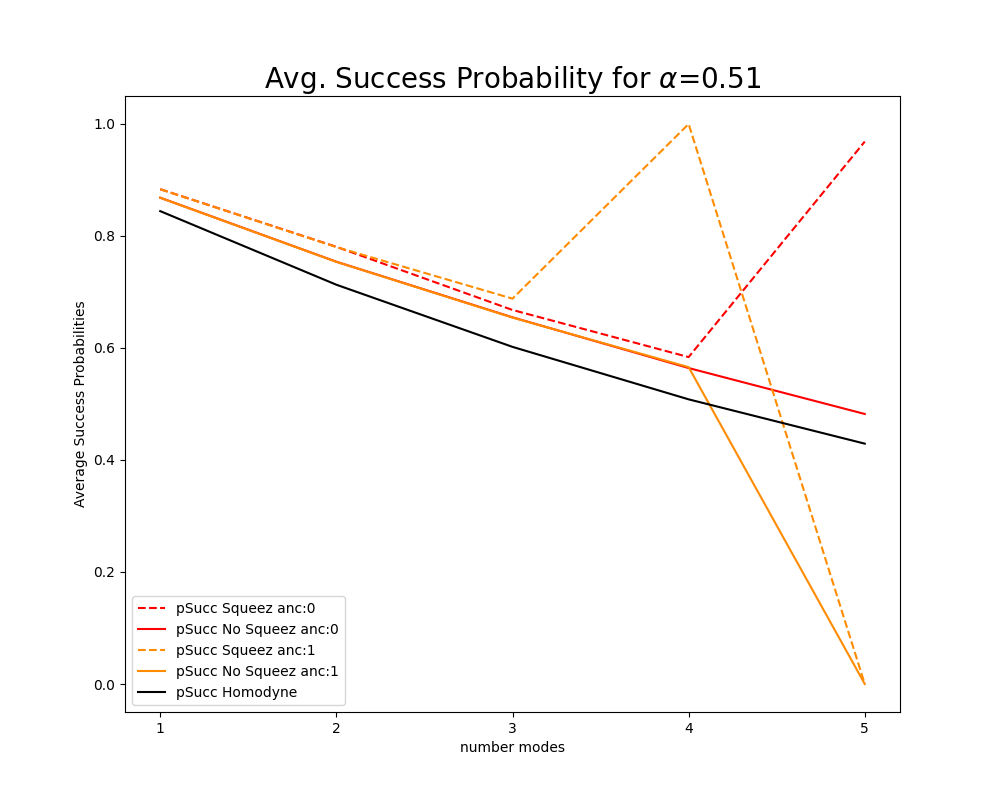 Avg. Success Probability for α=0.51
Average Success Probabilities
1.0
0.8
0.6
0.4
0.2
0.0
pSucc Squeez anc:0
pSucc No Squeez anc:0
pSucc Squeez anc:1
pSucc No Squeez anc:1
pSucc Homodyne
1 2 3 4 5
number modes